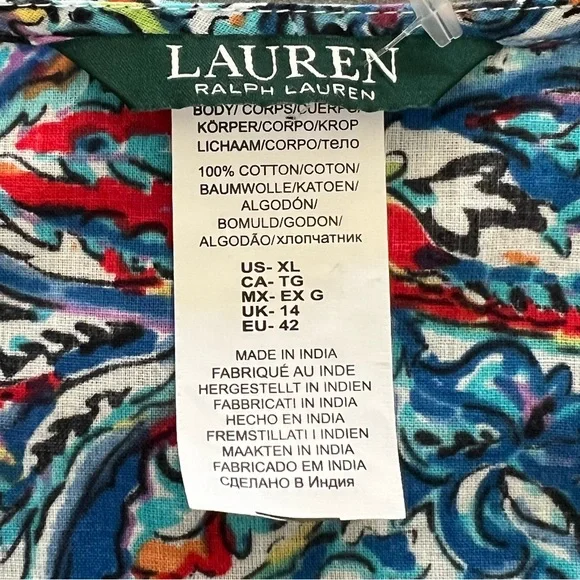 LAUREN
RALPH LAUREN
BODY/ CORPS/CUERPO/
KÖRPER/CORPO/KROP
LICHAAM/CORPO/тело
100% COTTON/COTON/
BAUMWOLLE/KATOEN/
ALGODÓN/
BOMULD/GODON/
ALGODÃO/хлопчатник
US- XL
CA- TG
MX- EX G
UK- 14
EU- 42
MADE IN INDIA
FABRIQUÉ AU INDE
HERGESTELLT IN INDIEN
FABBRICATI IN INDIA
HECHO EN INDIA
FREMSTILLATI I INDIEN
MAAKTEN IN INDIA
FABRICADO EM INDIA
СДЕЛАНО В Индия